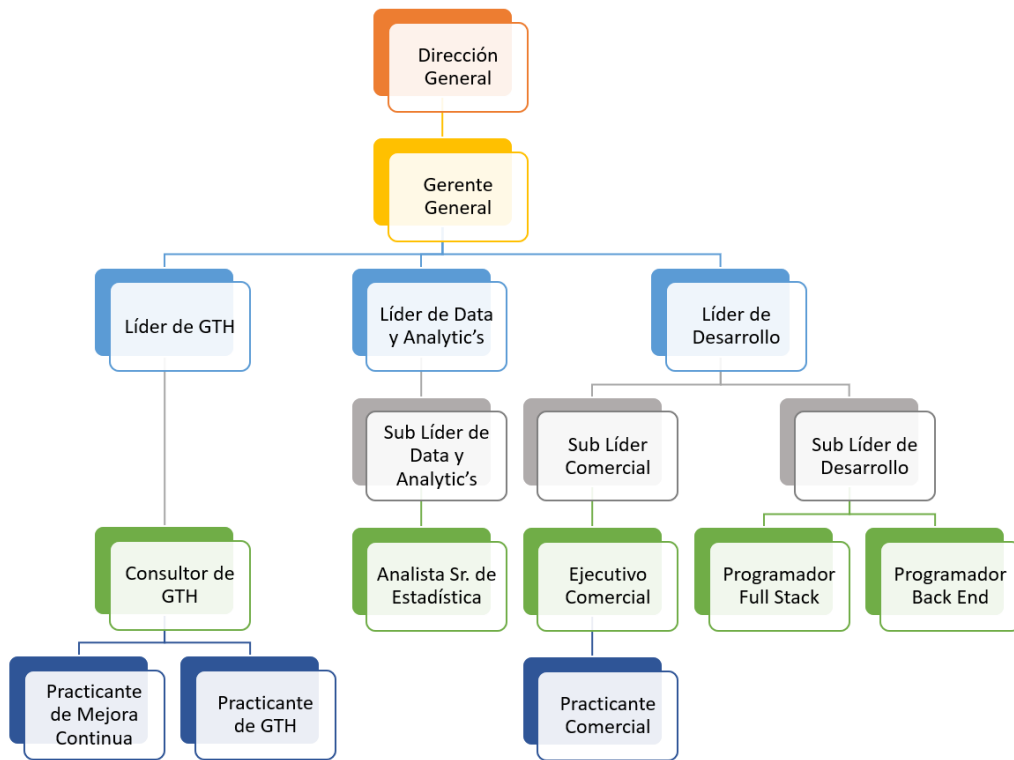 Dirección
General
Gerente
General
Líder de GTH
Líder de Data
y Analytic’s
Líder de
Desarrollo
Sub Líder de
Data y
Analytic’s
Sub Líder
Comercial
Sub Líder de
Desarrollo
Consultor de
GTH
Analista Sr. de
Estadística
Ejecutivo
Comercial
Programador
Full Stack
Programador
Back End
Practicante
de Mejora
Continua
Practicante
de GTH
Practicante
Comercial